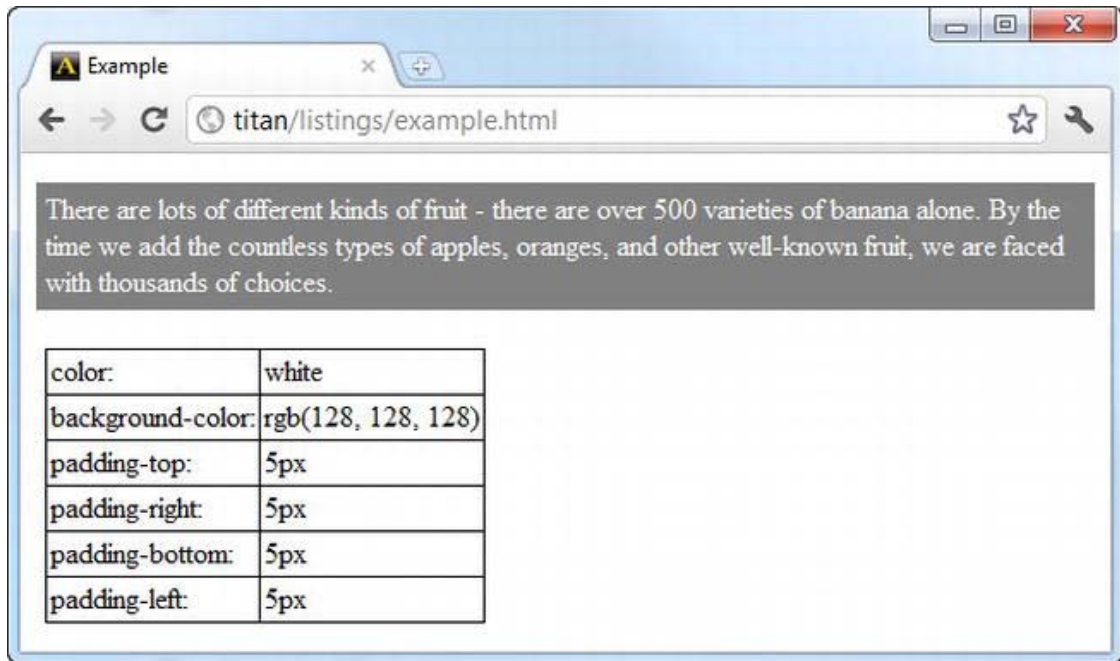 Example
titan/listings/example.html
There are lots of different kinds of fruit - there are over 500 varieties of banana alone. By the
time we add the countless types of apples, oranges, and other well-known fruit, we are faced
with thousands of choices.
color: white
background-color: rgb(128, 128, 128)
padding-top: 5px
padding-right: 5px
padding-bottom: 5px
padding-left: 5px